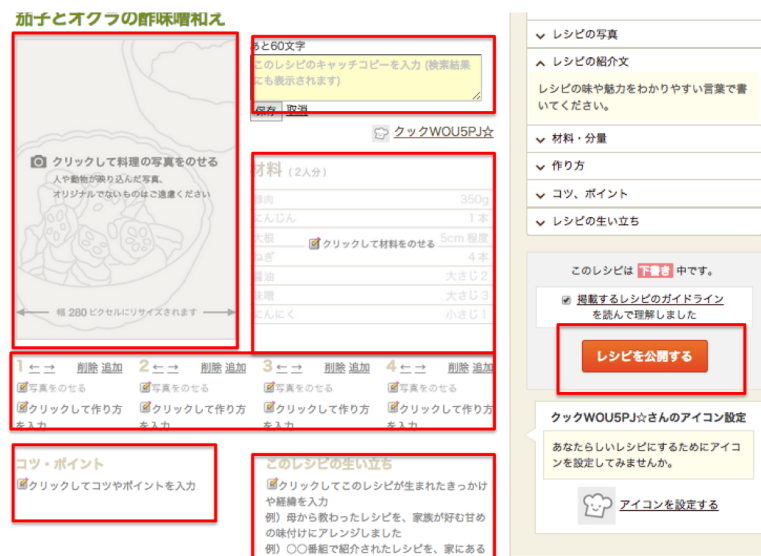 茄子とオクラの酢味噌和え
クリックして料理の写真をのせる
人や動物が映り込んだ写真、
オリジナルでないものはご遠慮ください
幅 280 ピクセルにリサイズされます
あと60文字
このレシピのキャッチコピーを入力 (検索結果
にも表示されます)
保存 取消
クックWOU5PJ☆
材料 (2人分)
豚肉 350g
にんじん 1本
大根 5cm 程度
クリックして材料をのせる
ねぎ 4本
醤油 大さじ2
味噌 大さじ3
にんにく 小さじ1
1 ←→ 削除 追加
写真をのせる
クリックして作り方
を入力
2 ←→ 削除 追加
写真をのせる
クリックして作り方
を入力
3 ←→ 削除 追加
写真をのせる
クリックして作り方
を入力
4 ←→ 削除 追加
写真をのせる
クリックして作り方
を入力
コツ・ポイント
クリックしてコツやポイントを入力
このレシピの生い立ち
クリックしてこのレシピが生まれたきっかけ
や経緯を入力
例）母から教わったレシピを、家族が好む甘め
の味付けにアレンジしました
例）○○番組で紹介されたレシピを、家にある
レシピの写真
レシピの紹介文
レシピの味や魅力をわかりやすい言葉で書
いてください。
材料・分量
作り方
コツ、ポイント
レシピの生い立ち
このレシピは 下書き 中です。
掲載するレシピのガイドライン
を読んで理解しました
レシピを公開する
クックWOU5PJ☆さんのアイコン設定
あなたらしいレシピにするためにアイコ
ンを設定してみませんか。
アイコンを設定する